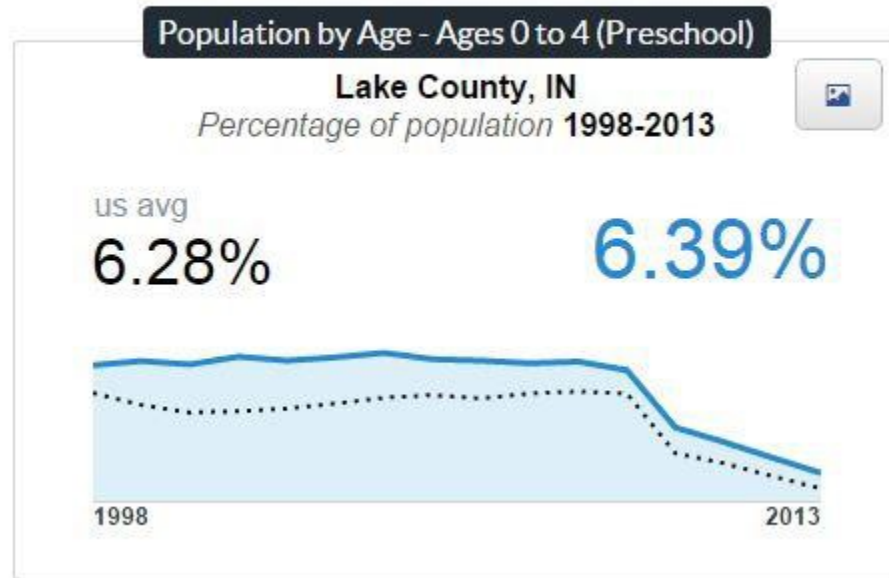 Population by Age - Ages 0 to 4 (Preschool)
Lake County, IN
Percentage of population 1998-2013
us avg
6.28%
6.39%
1998
2013